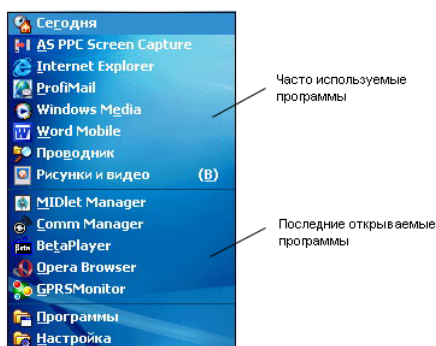 Сегодня
AS PPC Screen Capture
Internet Explorer
ProfiMail
Windows Media
Word Mobile
Проводник
Рисунки и видео (В)
MIDlet Manager
Comm Manager
Beta BetaPlayer
Opera Browser
GPRSMonitor
Программы
Настройка
Часто используемые
программы
Последние открываемые
программы